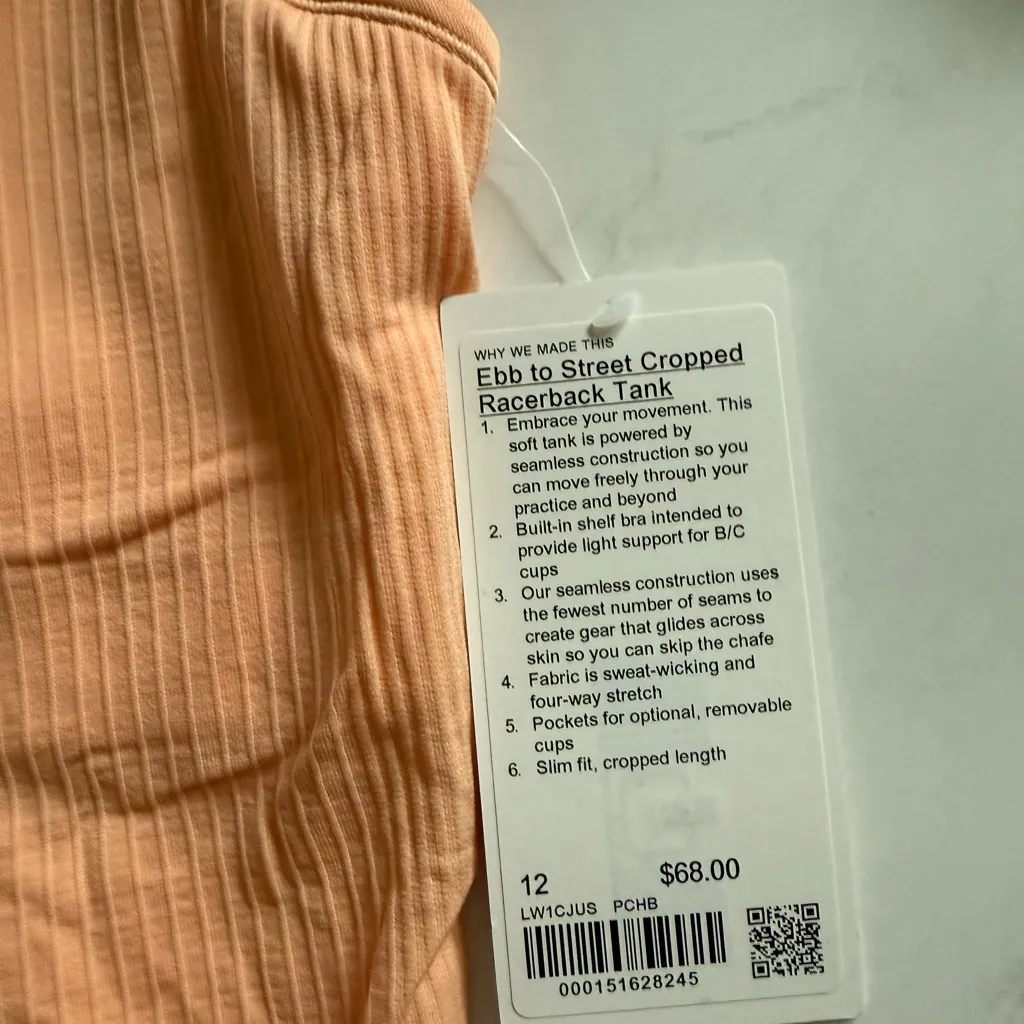 WHY WE MADE THIS
Ebb to Street Cropped
Racerback Tank
1. Embrace your movement. This
soft tank is powered by
seamless construction so you
can move freely through your
practice and beyond
2. Built-in shelf bra intended to
provide light support for B/C
cups
3. Our seamless construction uses
the fewest number of seams to
create gear that glides across
skin so you can skip the chafe
4. Fabric is sweat-wicking and
four-way stretch
5. Pockets for optional, removable
cups
6. Slim fit, cropped length
12 $68.00
LW1CJUS PCHB
000151628245